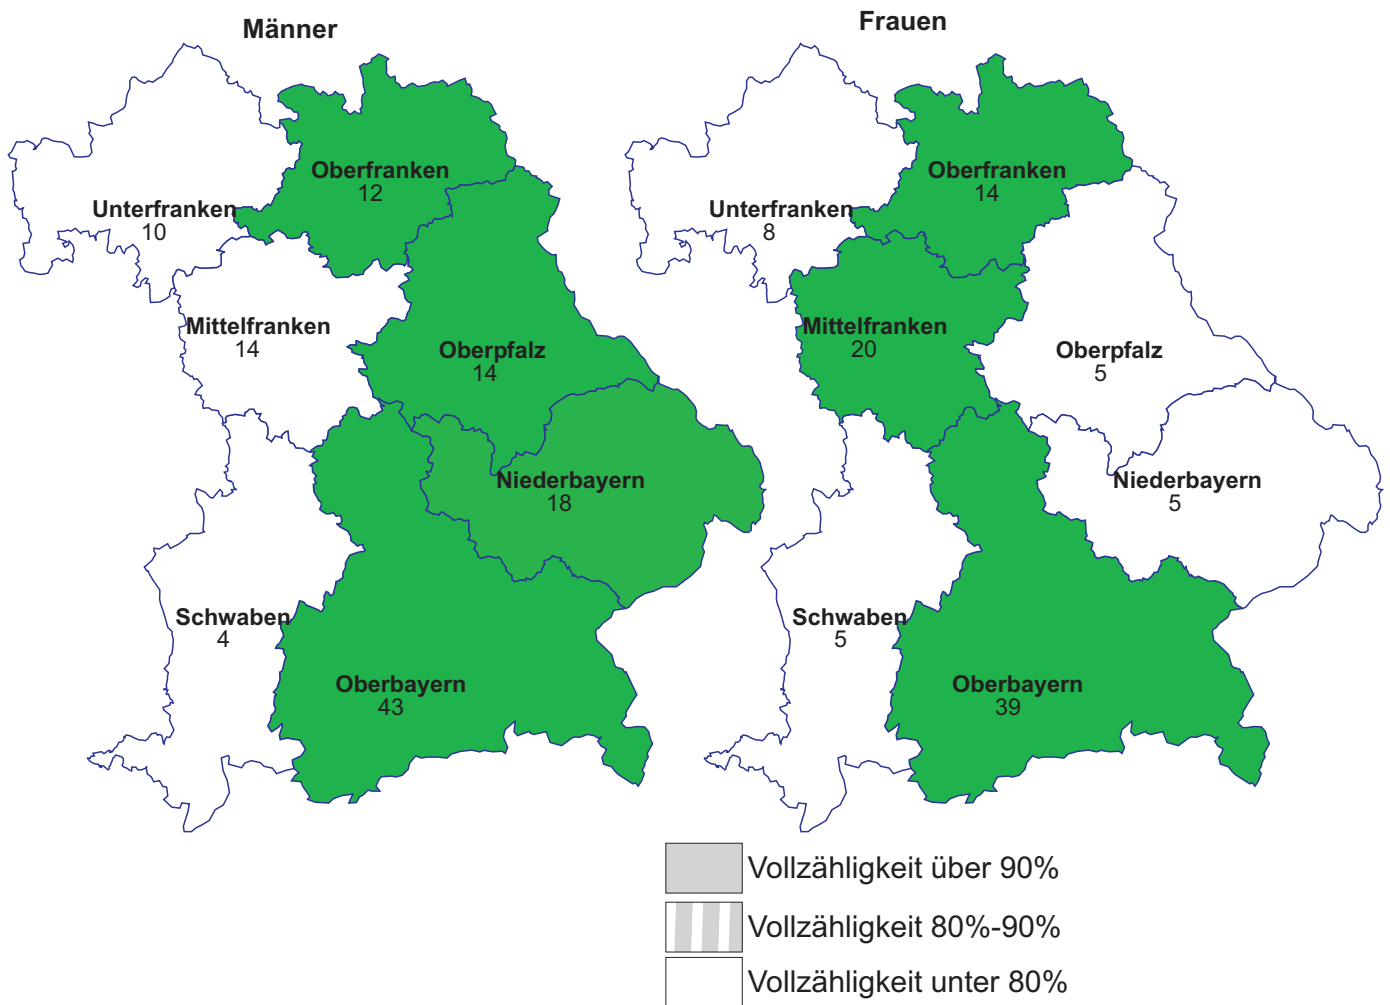 Männer
Oberfranken
12
Unterfranken
10
Mittelfranken
14
Oberpfalz
14
Niederbayern
18
Schwaben
4
Oberbayern
43
Frauen
Oberfranken
14
Unterfranken
8
Mittelfranken
20
Oberpfalz
5
Niederbayern
5
Schwaben
5
Oberbayern
39
Vollzähligkeit über 90%
Vollzähligkeit 80%-90%
Vollzähligkeit unter 80%